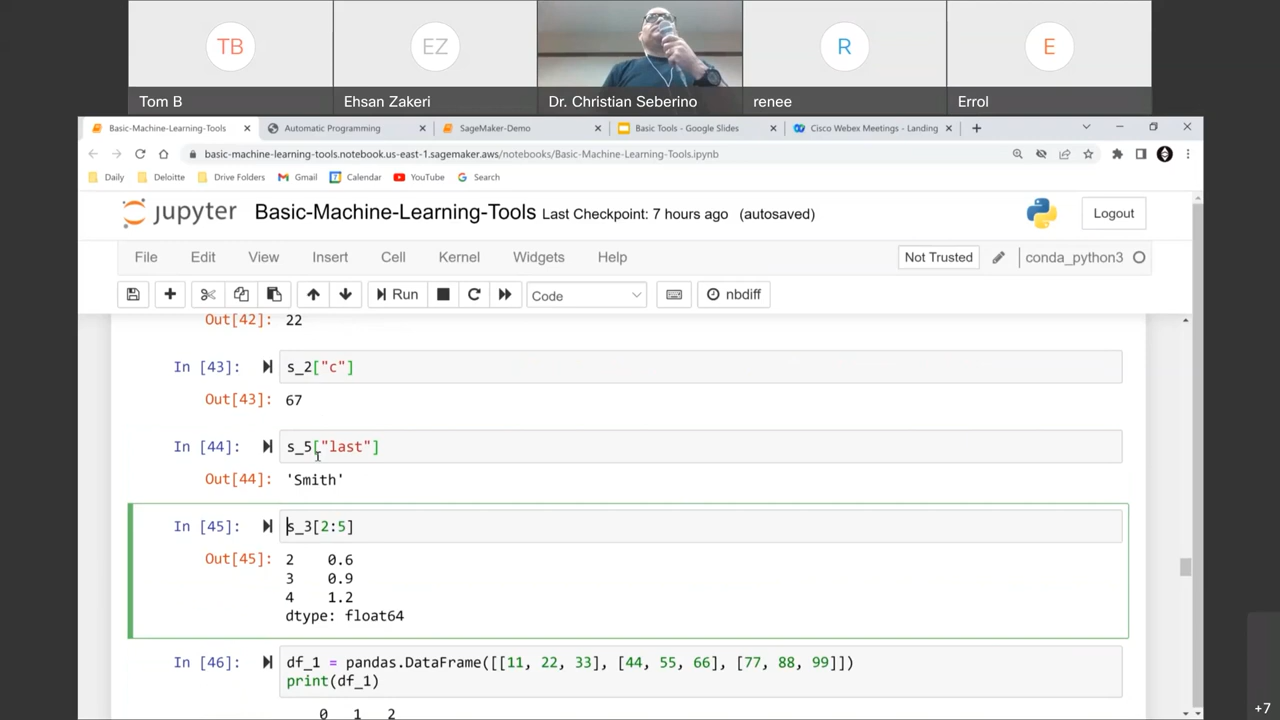 TB
EZ
R
E
Tom B
Ehsan Zakeri
Dr. Christian Seberino
renee
Errol
Basic-Machine-Learning-Tools
Automatic Programming
SageMaker-Demo
Basic Tools - Google Slides
Cisco Webex Meetings - Landing
basic-machine-learning-tools.notebook.us-east-1.sagemaker.aws/notebooks/Basic-Machine-Learning-Tools.ipynb
Daily
Deloitte
Drive Folders
Gmail
Calendar
YouTube
Search
jupyter Basic-Machine-Learning-Tools Last Checkpoint: 7 hours ago (autosaved)
Logout
File Edit View Insert Cell Kernel Widgets Help
Not Trusted
conda_python3
Run
Code
nbdiff
Out[42]: 22
In [43]: s_2["c"]
Out[43]: 67
In [44]: s_5["last"]
Out[44]: 'Smith'
In [45]: s_3[2:5]
Out[45]: 2 0.6
3 0.9
4 1.2
dtype: float64
In [46]: df_1 = pandas.DataFrame([[11, 22, 33], [44, 55, 66], [77, 88, 99]])
print(df_1)
0 1 2
+7